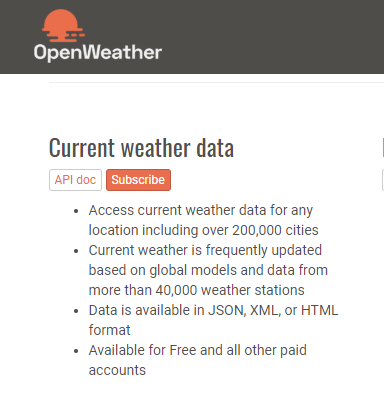 OpenWeather
Current weather data
API doc Subscribe
Access current weather data for any
location including over 200,000 cities
Current weather is frequently updated
based on global models and data from
more than 40,000 weather stations
Data is available in JSON, XML, or HTML
format
Available for Free and all other paid
accounts